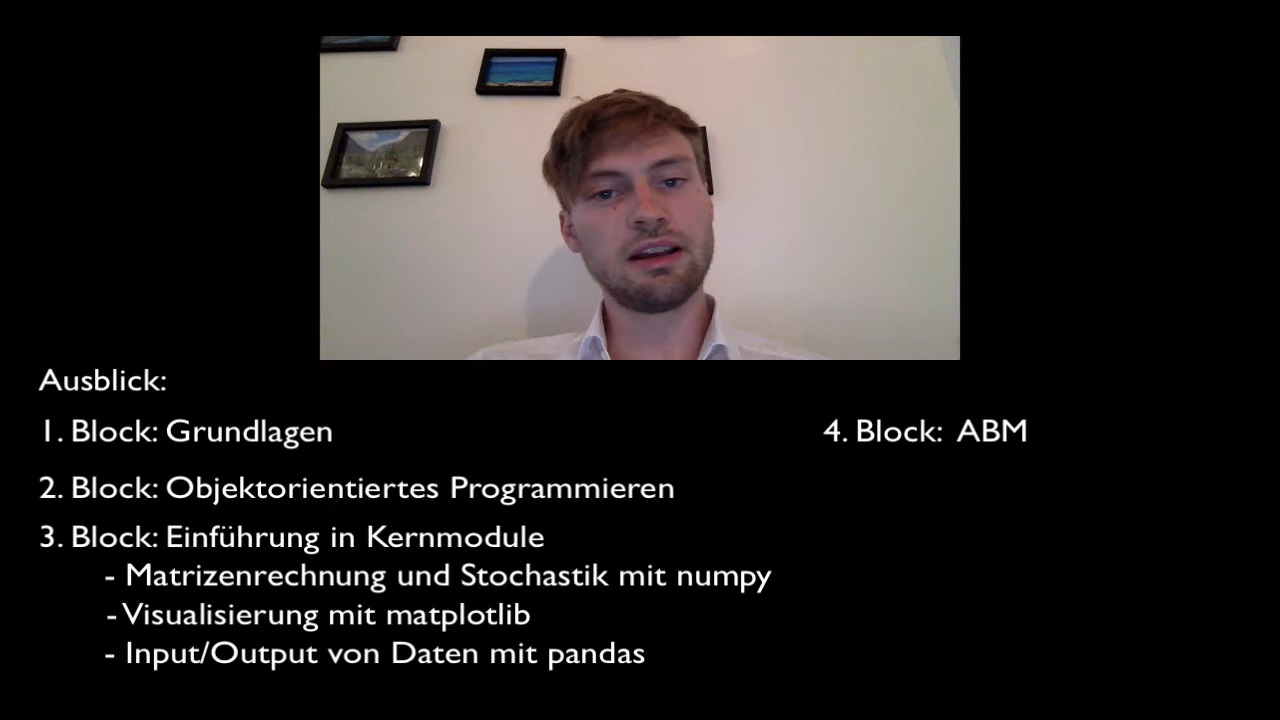 Ausblick:
1. Block: Grundlagen
2. Block: Objektorientiertes Programmieren
3. Block: Einführung in Kernmodule
- Matrizenrechnung und Stochastik mit numpy
- Visualisierung mit matplotlib
- Input/Output von Daten mit pandas
4. Block: ABM